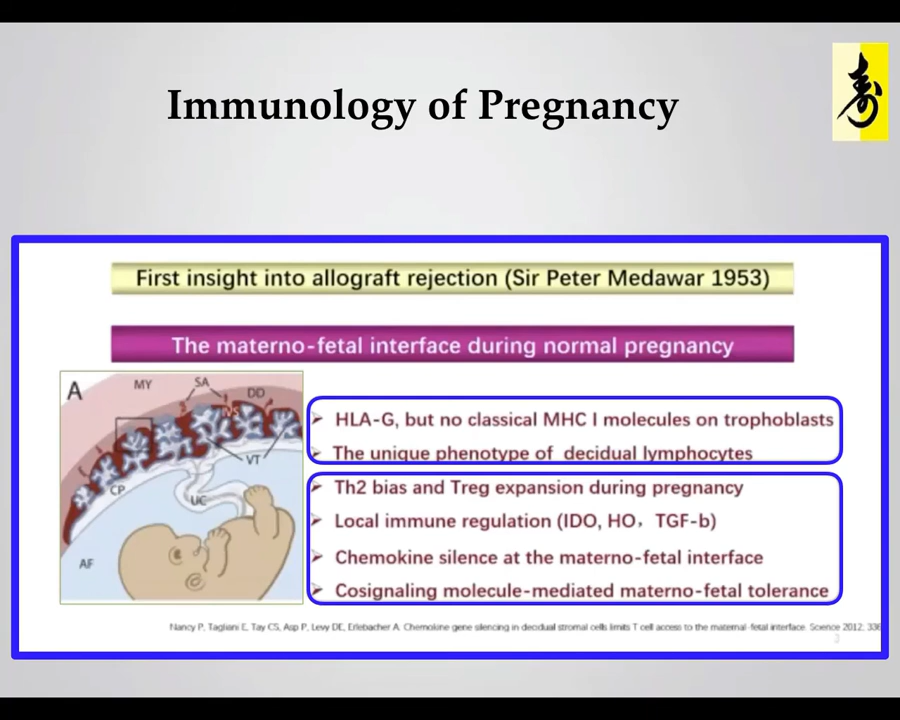 Immunology of Pregnancy
寿
First insight into allograft rejection (Sir Peter Medawar 1953)
The materno-fetal interface during normal pregnancy
A
MY
SA
DD
IVS
VT
CP
UC
AF
HLA-G, but no classical MHC I molecules on trophoblasts
The unique phenotype of decidual lymphocytes
Th2 bias and Treg expansion during pregnancy
Local immune regulation (IDO, HO，TGF-b)
Chemokine silence at the materno-fetal interface
Cosignaling molecule-mediated materno-fetal tolerance
Nancy P, Tagliani E, Tay CS, Asp P, Levy DE, Erlebacher A. Chemokine gene silencing in decidual stromal cells limits T cell access to the maternal-fetal interface. Science 2012; 336
3